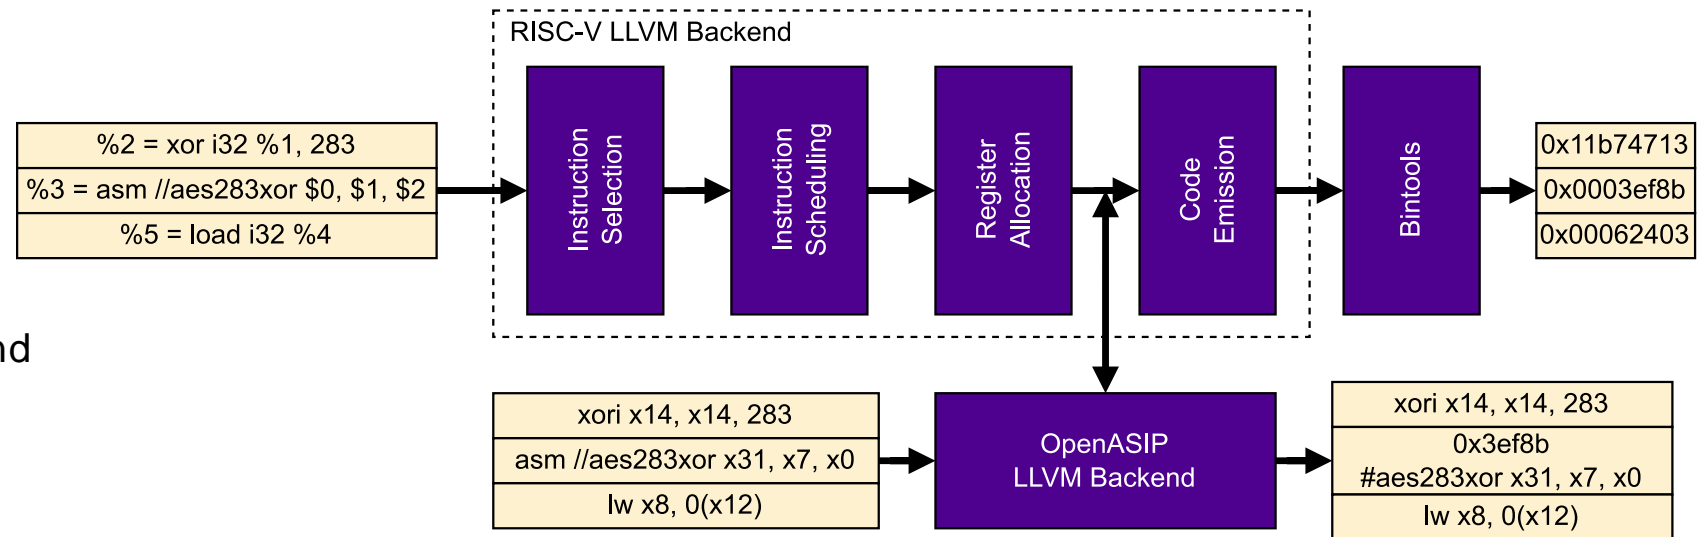 RISC-V LLVM Backend
%2 = xor i32 %1, 283
%3 = asm //aes283xor $0, $1, $2
%5 = load i32 %4
Instruction
Selection
Instruction
Scheduling
Register
Allocation
Code
Emission
Bintools
0x11b74713
0x0003ef8b
0x00062403
nd
xori x14, x14, 283
asm //aes283xor x31, x7, x0
lw x8, 0(x12)
OpenASIP
LLVM Backend
xori x14, x14, 283
0x3ef8b
#aes283xor x31, x7, x0
lw x8, 0(x12)